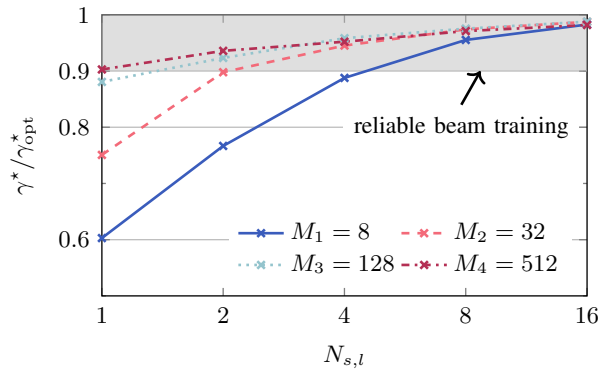 1
0.9
0.8
0.6
γ*/γ*opt
reliable beam training
M₁ = 8
M₂ = 32
M₃ = 128
M₄ = 512
1 2 4 8 16
Nₛ,ₗ